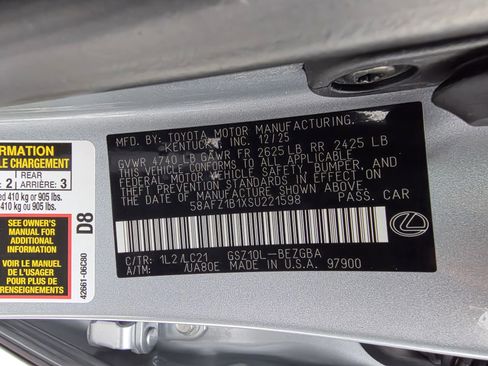 MFD. BY: TOYOTA MOTOR MANUFACTURING,
KENTUCKY, INC. 12/25
GVWR 4740 LB GAWR FR 2625 LB RR 2425 LB
THIS VEHICLE CONFORMS TO ALL APPLICABLE
FEDERAL MOTOR VEHICLE SAFETY, BUMPER, AND
THEFT PREVENTION STANDARDS IN EFFECT ON
THE DATE OF MANUFACTURE SHOWN ABOVE.
58AFZ1B1XSU221598 PASS. CAR
C/TR: 1L2/LC21 GSZ10L-BEZGBA
A/TM: /UA80E MADE IN U.S.A. 97900
ERMATION
LE CHARGEMENT
REAR
2 ARRIÈRE: 3
ed 410 kg or 905 lbs.
410 kg ou 905 lbs.
SEE OWNER'S
MANUAL FOR
ADDITIONAL
INFORMATION
VOIR LE MANUEL
DE L'USAGER
POUR PLUS DE
RENSEIGNEMENTS
D8
42661-06C80